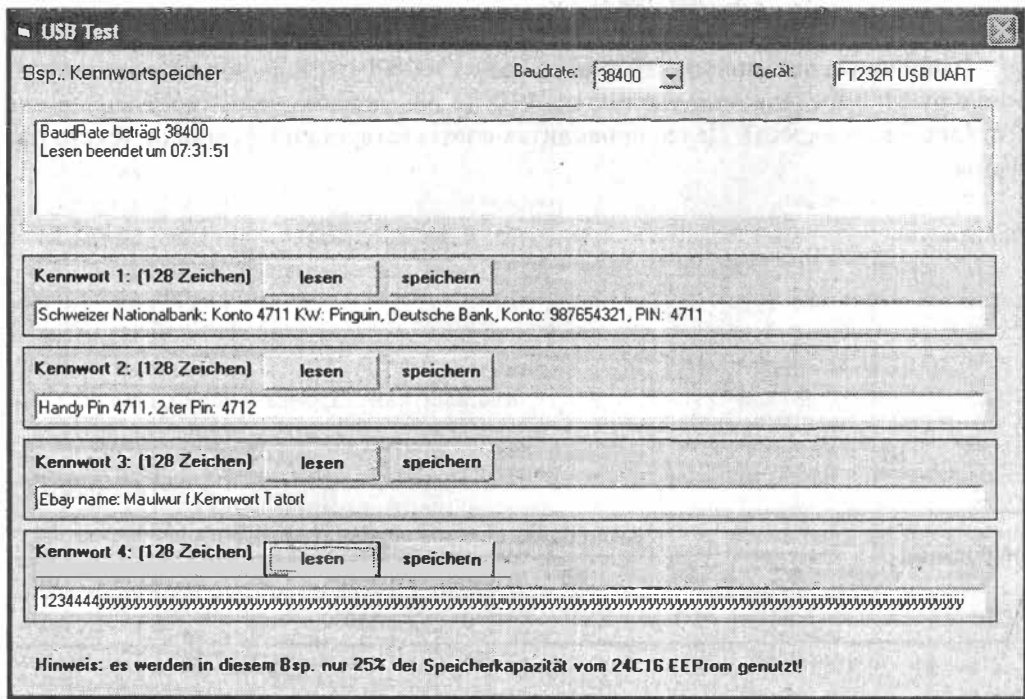 USB Test
Bsp.: Kennwortspeicher Baudrate: 38400 Gerät: FT232R USB UART
BaudRate beträgt 38400
Lesen beendet um 07:31:51
Kennwort 1: (128 Zeichen) lesen speichern
Schweizer Nationalbank: Konto 4711 KW: Pinguin, Deutsche Bank, Konto: 987654321, PIN: 4711
Kennwort 2: (128 Zeichen) lesen speichern
Handy Pin 4711, 2.ter Pin: 4712
Kennwort 3: (128 Zeichen) lesen speichern
Ebay name: Maulwur f,Kennwort Tatort
Kennwort 4: (128 Zeichen) lesen speichern
1234444ÿÿÿÿÿÿÿÿÿÿÿÿÿÿÿÿÿÿÿÿÿÿÿÿÿÿÿÿÿÿÿÿÿÿÿÿÿÿÿÿÿÿÿÿÿÿÿÿÿÿÿÿÿÿÿÿÿÿÿÿÿÿÿÿÿÿÿÿÿÿÿÿÿÿÿÿÿÿÿÿÿÿÿÿÿÿÿÿÿÿÿÿÿÿÿÿÿÿÿÿÿÿÿÿÿÿÿÿÿÿÿÿÿÿÿÿÿÿÿÿÿ
Hinweis: es werden in diesem Bsp. nur 25% der Speicherkapazität vom 24C16 EEProm genutzt!